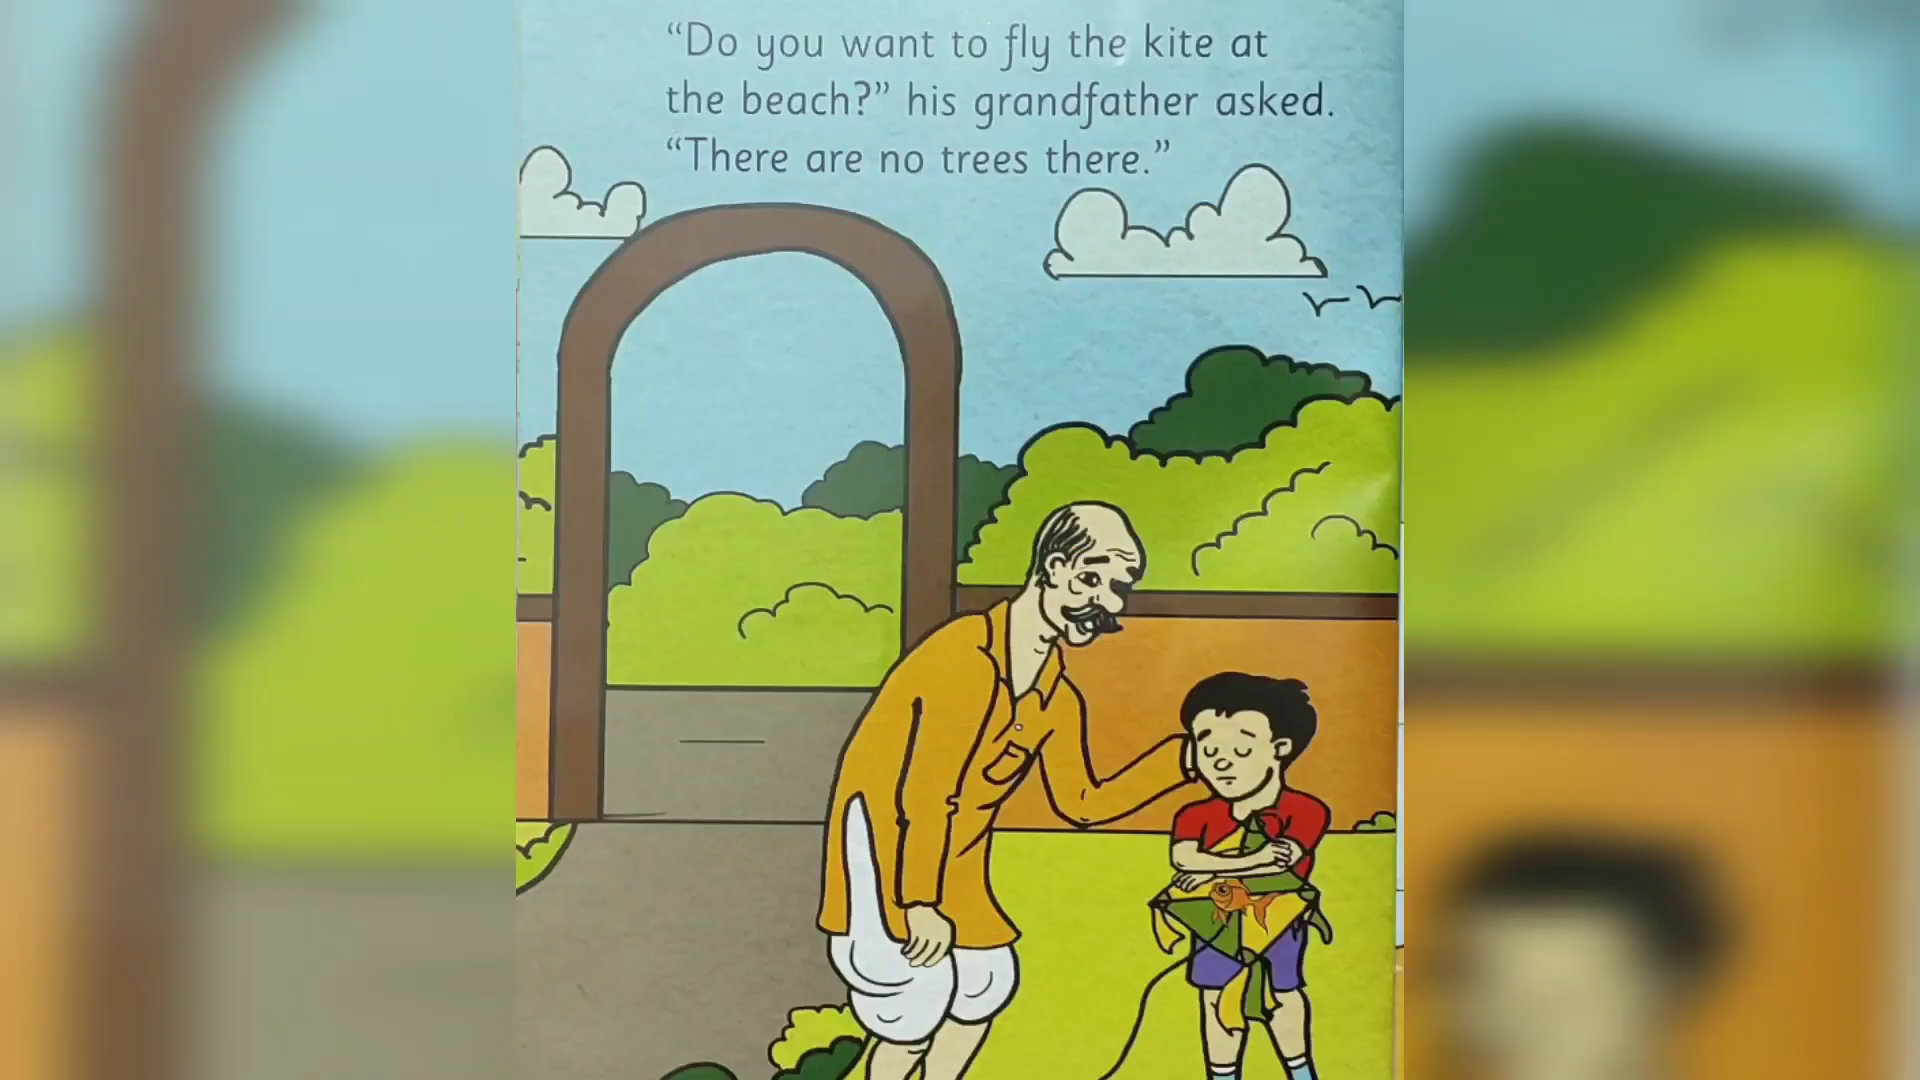 “Do you want to fly the kite at
the beach?” his grandfather asked.
“There are no trees there.”